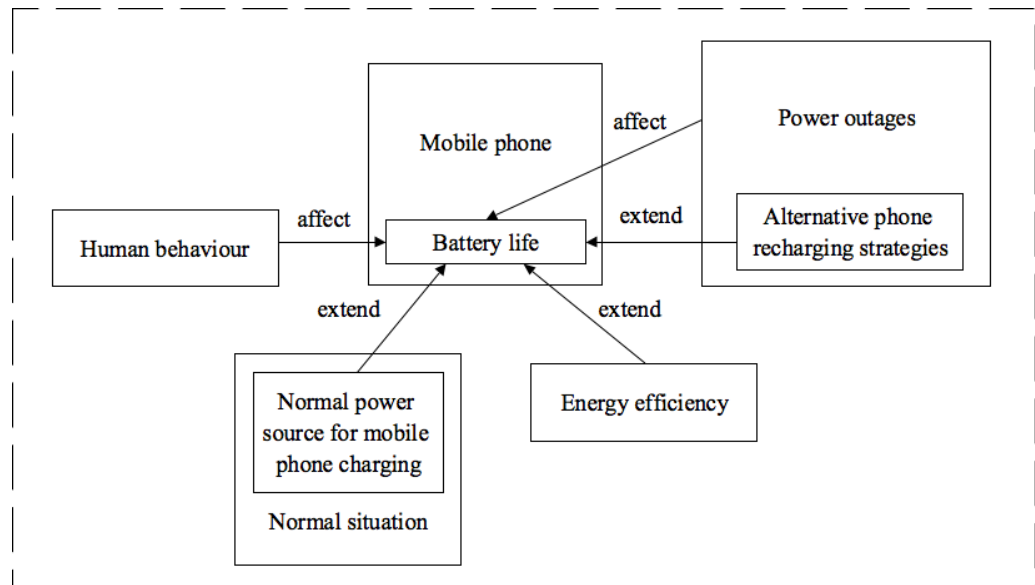 Mobile phone
affect
Power outages
Human behaviour
affect
Battery life
extend
Alternative phone
recharging strategies
extend
extend
Normal power
source for mobile
phone charging
Normal situation
Energy efficiency